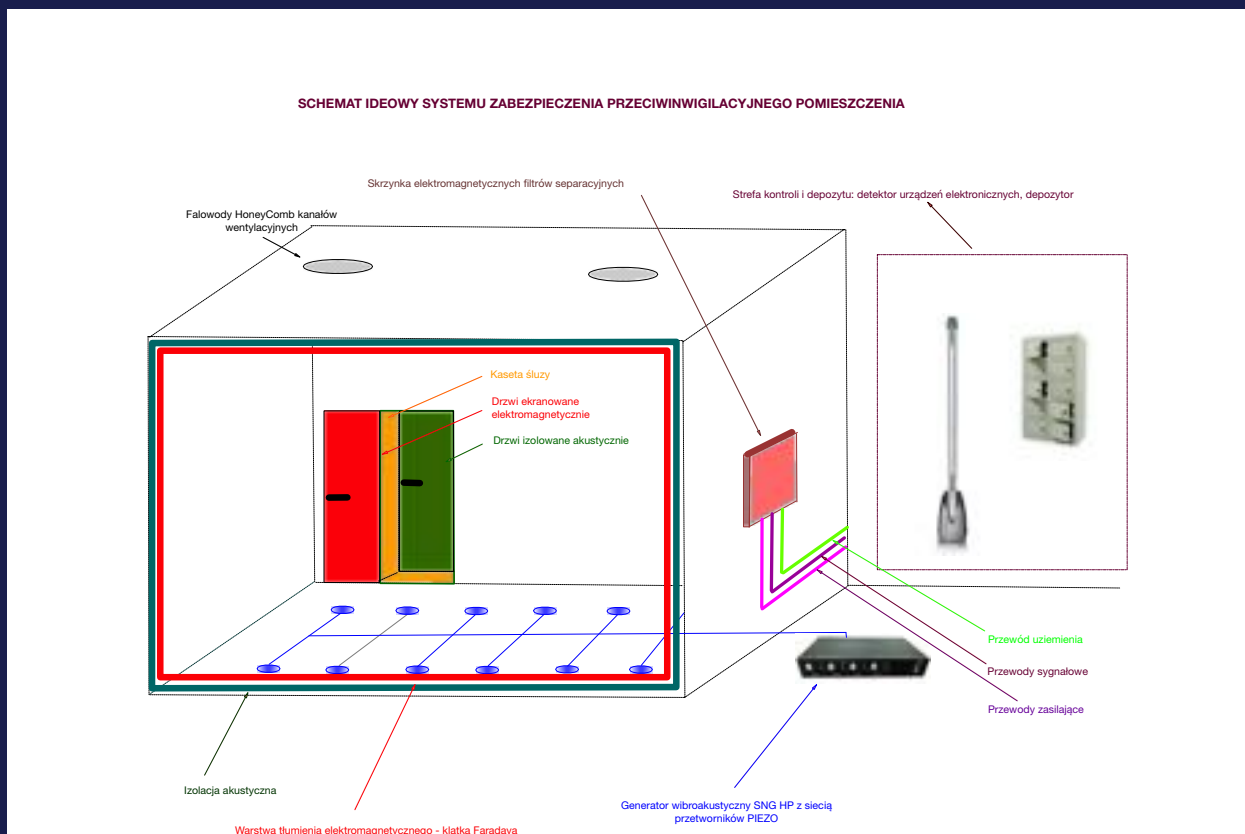 SCHEMAT IDEOWY SYSTEMU ZABEZPIECZENIA PRZECIWINWIGILACYJNEGO POMIESZCZENIA
Skrzynka elektromagnetycznych filtrów separacyjnych
Strefa kontroli i depozytu: detektor urządzeń elektronicznych, depozytor
Falowody HoneyComb kanałów
wentylacyjnych
Kaseta śluzy
Drzwi ekranowane
elektromagnetycznie
Drzwi izolowane akustycznie
Przewód uziemienia
Przewody sygnałowe
Przewody zasilające
Izolacja akustyczna
Generator wibroakustyczny SNG HP z siecią
przetworników PIEZO
Warstwa tłumienia elektromagnetycznego - klatka Faradaya